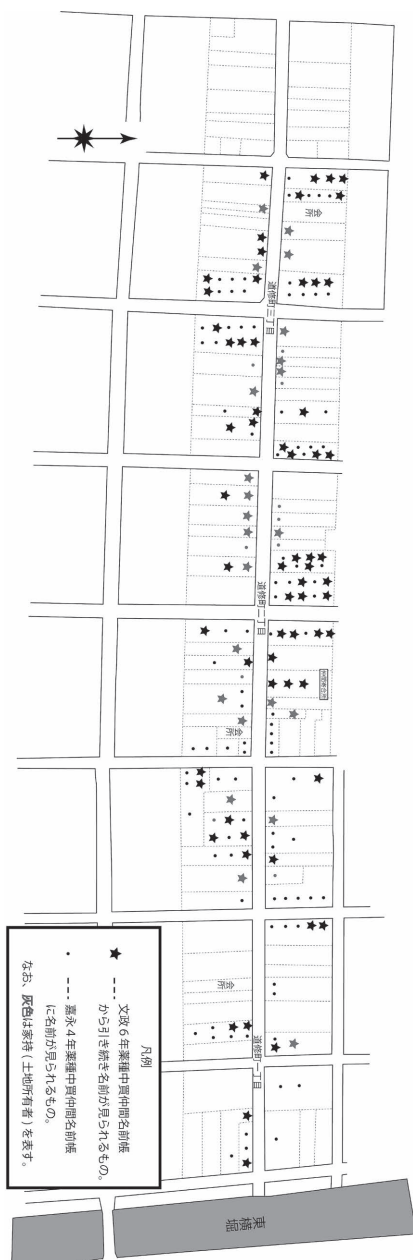 会所
道修町三丁目
道修町二丁目
会所
会所
道修町一丁目
東横堀
凡例
★ ---- 文政6年薬種中買仲間名前帳
から引き続き名前が見られるもの。
・ ---- 嘉永4年薬種中買仲間名前帳
に名前が見られるもの。
なお、灰色は家持(土地所有者)を表す。